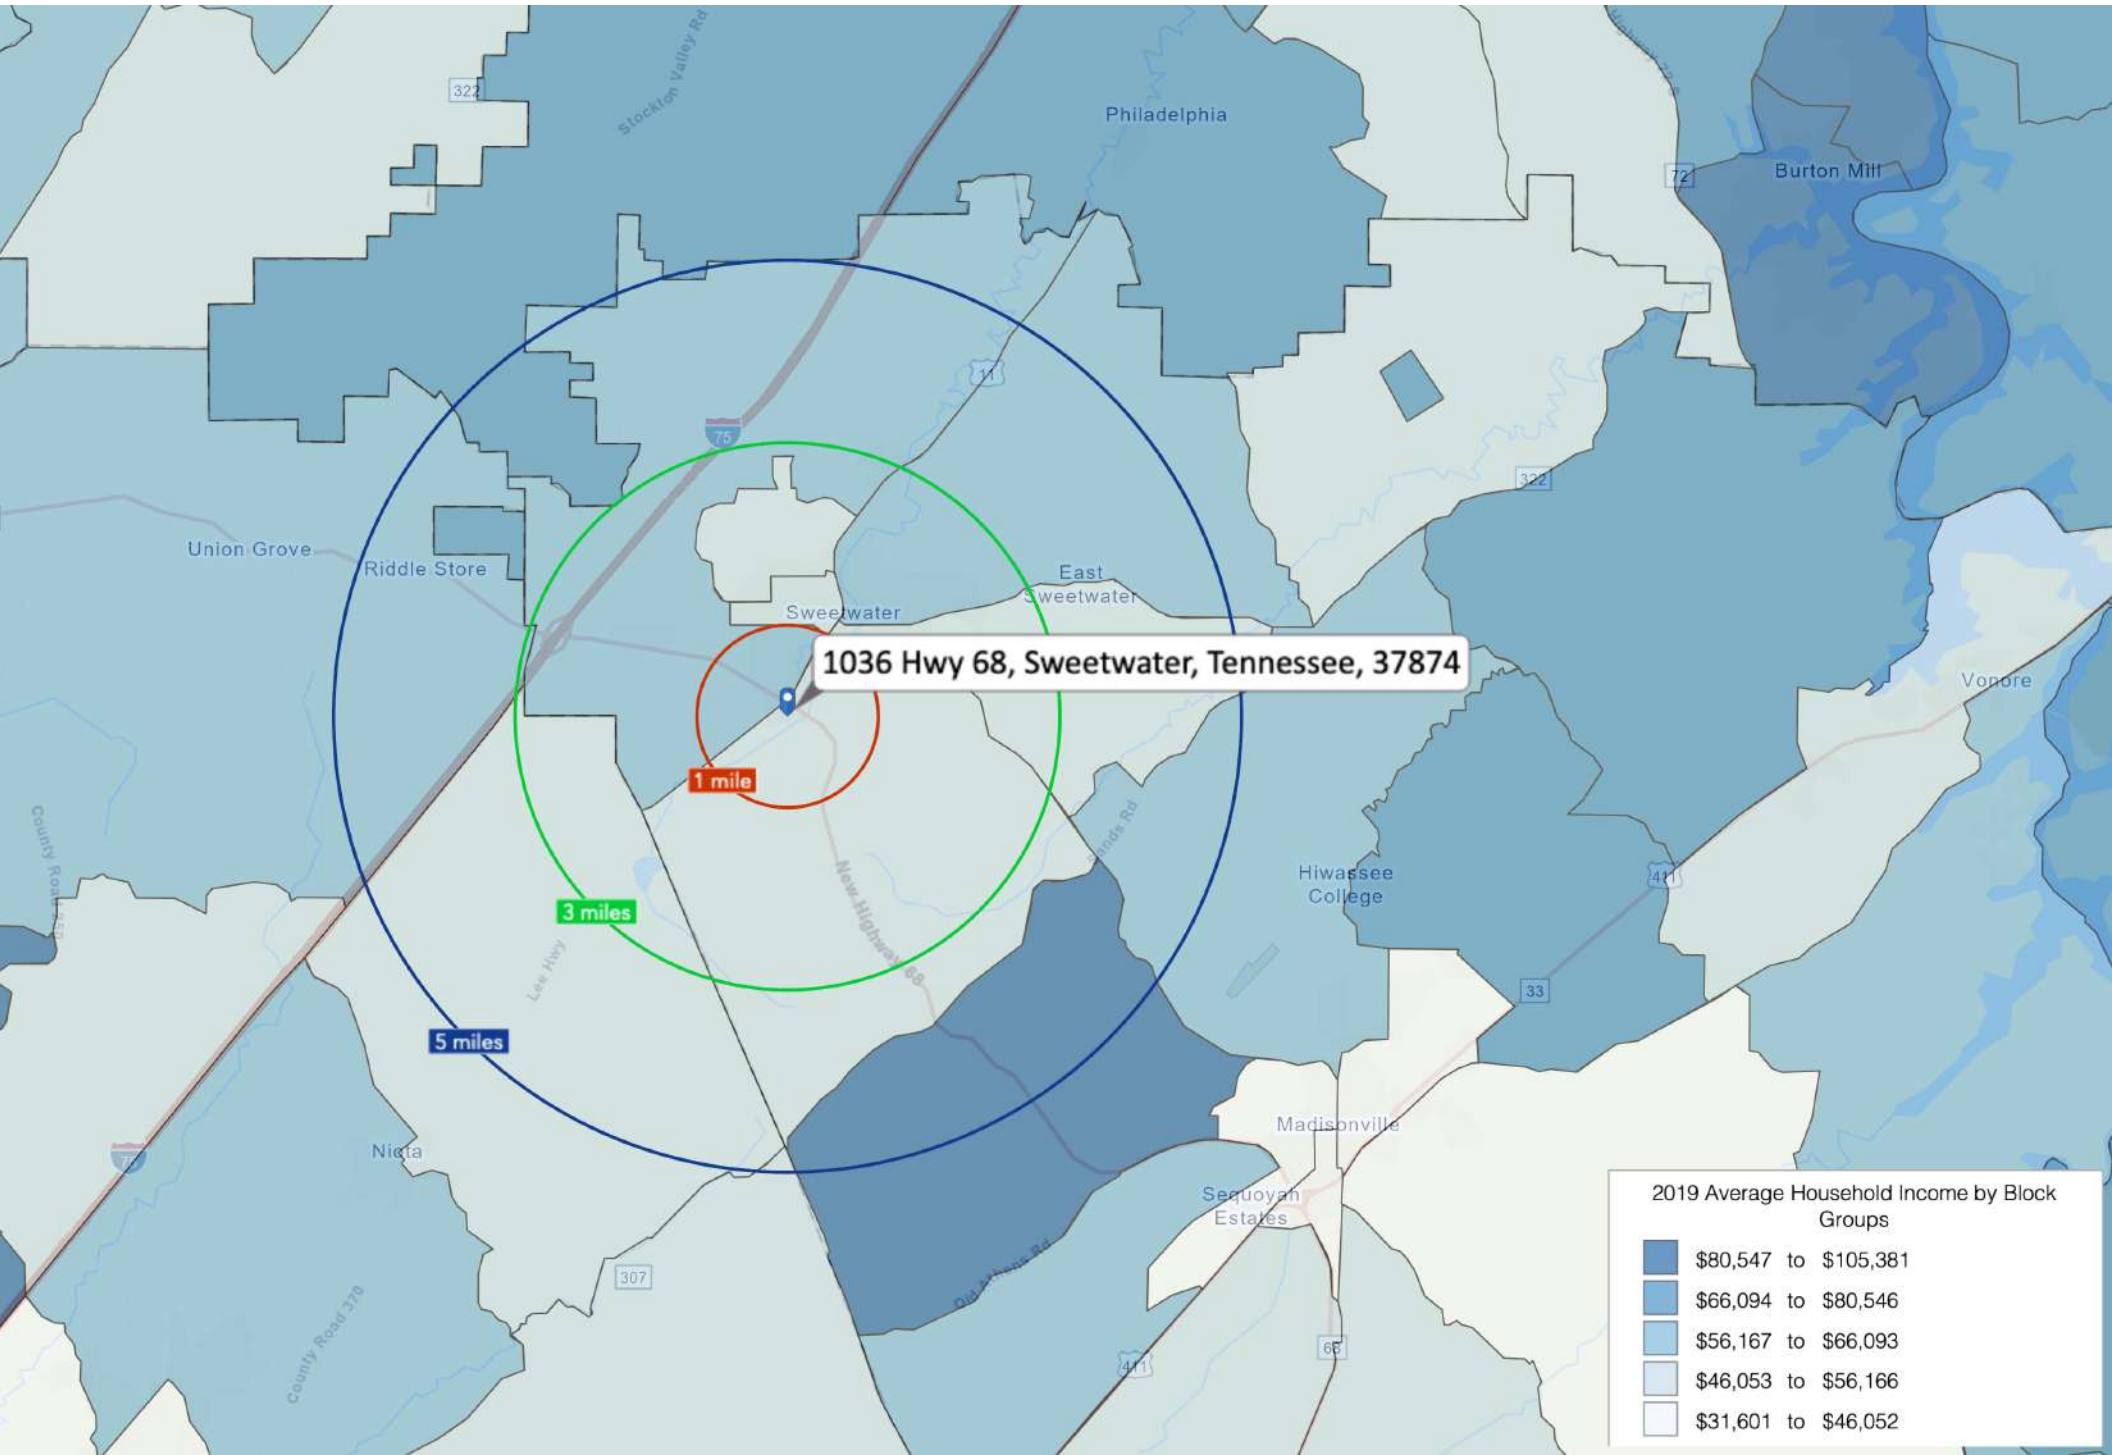 Stockton Valley Rd
322
Philadelphia
72
Burton Mill
11
75
322
Union Grove
Riddle Store
East
Sweetwater
Sweetwater
1036 Hwy 68, Sweetwater, Tennessee, 37874
Vonore
1 mile
New Highway 68
Hiwassee
College
411
3 miles
Lee Hwy
33
5 miles
Madisonville
75
Niota
Sequoyah
Estates
307
Old Athens Rd
County Road 370
411
68
2019 Average Household Income by Block
Groups
$80,547 to $105,381
$66,094 to $80,546
$56,167 to $66,093
$46,053 to $56,166
$31,601 to $46,052